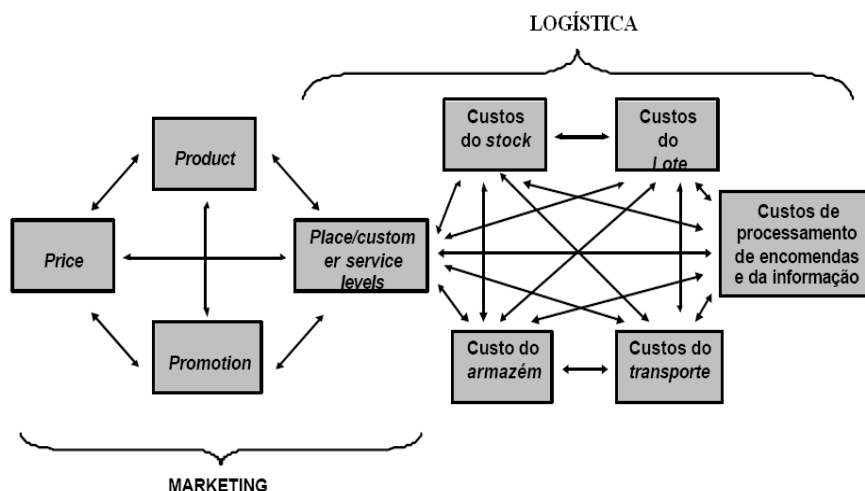 LOGÍSTICA
Custos
do stock
Custos
do
Lote
Product
Custos de
processamento
de encomendas
e da informação
Price
Place/custom
er service
levels
Promotion
Custo do
armazém
Custos do
transporte
MARKETING